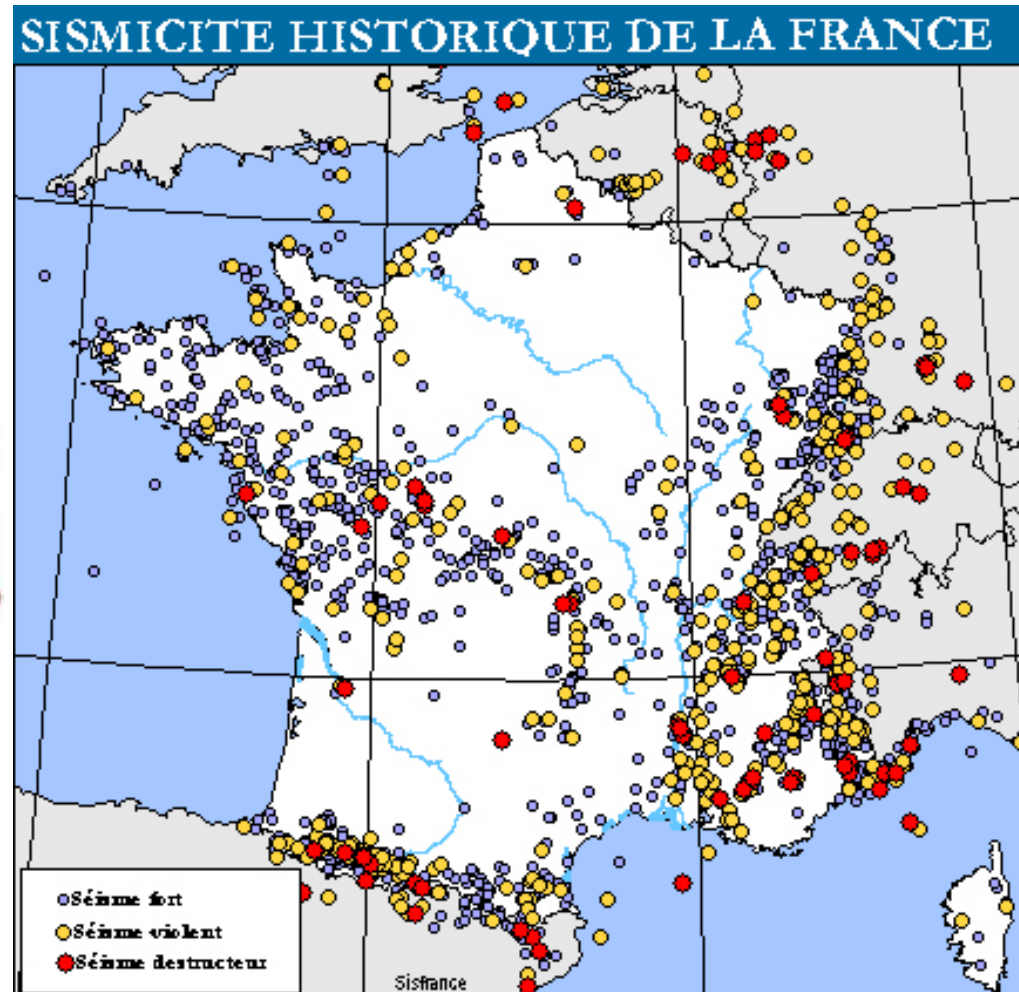 SISMICITE HISTORIQUE DE LA FRANCE
Séisme fort
Séisme violent
Séisme destructeur
Sisfrance